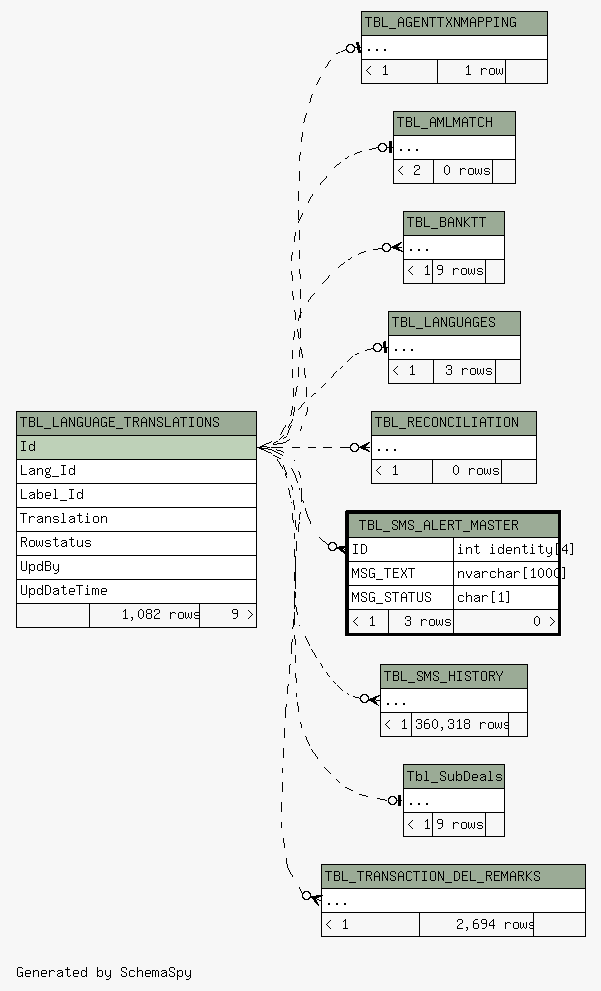 TBL_AGENTTXNMAPPING
...
< 1 1 row
TBL_AMLMATCH
...
< 2 0 rows
TBL_BANKTT
...
< 1 9 rows
TBL_LANGUAGES
...
< 1 3 rows
TBL_LANGUAGE_TRANSLATIONS
Id
Lang_Id
Label_Id
Translation
Rowstatus
UpdBy
UpdDateTime
1,082 rows 9 >
TBL_RECONCILIATION
...
< 1 0 rows
TBL_SMS_ALERT_MASTER
ID int identity[4]
MSG_TEXT nvarchar[1000]
MSG_STATUS char[1]
< 1 3 rows 0 >
TBL_SMS_HISTORY
...
< 1 360,318 rows
Tbl_SubDeals
...
< 1 9 rows
TBL_TRANSACTION_DEL_REMARKS
...
< 1 2,694 rows
Generated by SchemaSpy